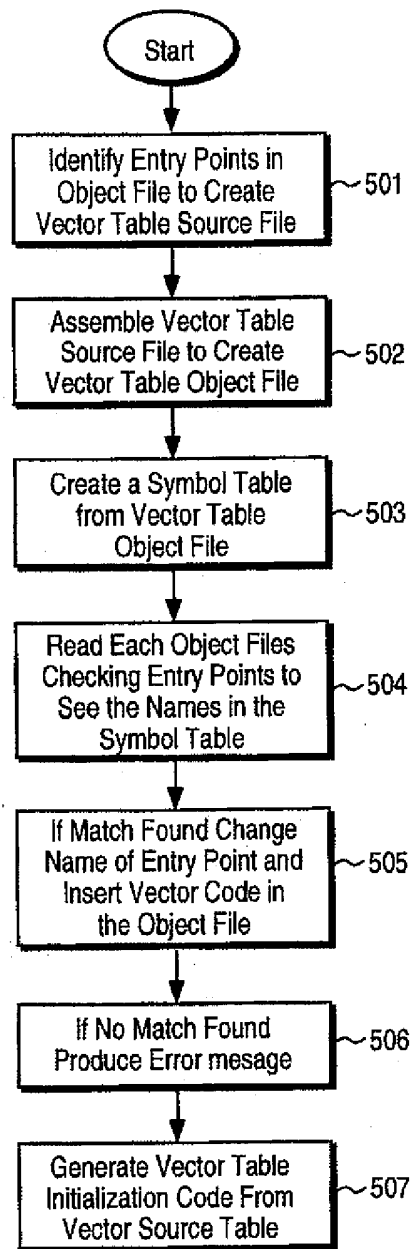 Start
Identify Entry Points in
Object File to Create
Vector Table Source File
501
Assemble Vector Table
Source File to Create
Vector Table Object File
502
Create a Symbol Table
from Vector Table
Object File
503
Read Each Object Files
Checking Entry Points to
See the Names in the
Symbol Table
504
If Match Found Change
Name of Entry Point and
Insert Vector Code in
the Object File
505
If No Match Found
Produce Error mesage
506
Generate Vector Table
Initialization Code From
Vector Source Table
507